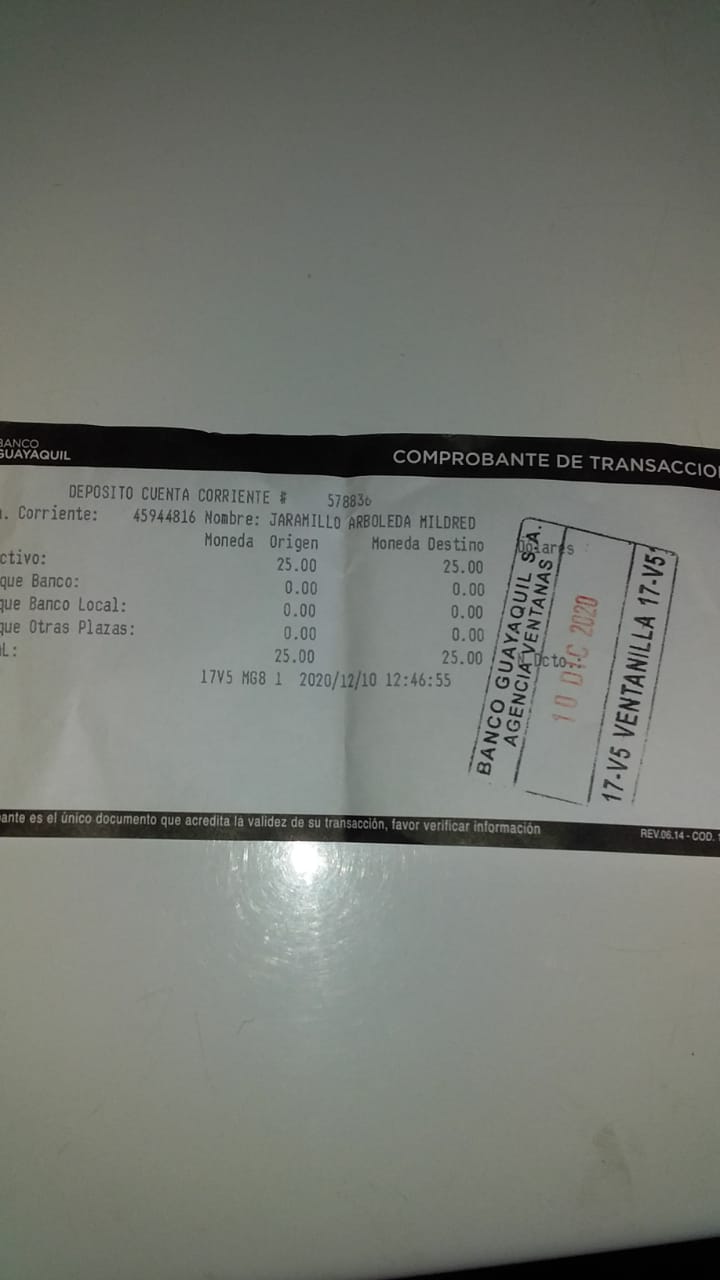 BANCO
GUAYAQUIL
COMPROBANTE DE TRANSACCIO
DEPOSITO CUENTA CORRIENTE # 578836
. Corriente: 45944816 Nombre: JARAMILLO ARBOLEDA MILDRED
Moneda Origen Moneda Destino Dólares
ctivo: 25.00 25.00
que Banco: 0.00 0.00
que Banco Local: 0.00 0.00
que Otras Plazas: 0.00 0.00
L: 25.00 25.00 Dcto.:
17V5 MG8 1 2020/12/10 12:46:55
BANCO GUAYAQUIL S.A.
AGENCIA VENTANAS
10 DIC 2020
17-V5 VENTANILLA 17-V5
ante es el único documento que acredita la validez de su transacción, favor verificar información
REV.06.14 - COD.